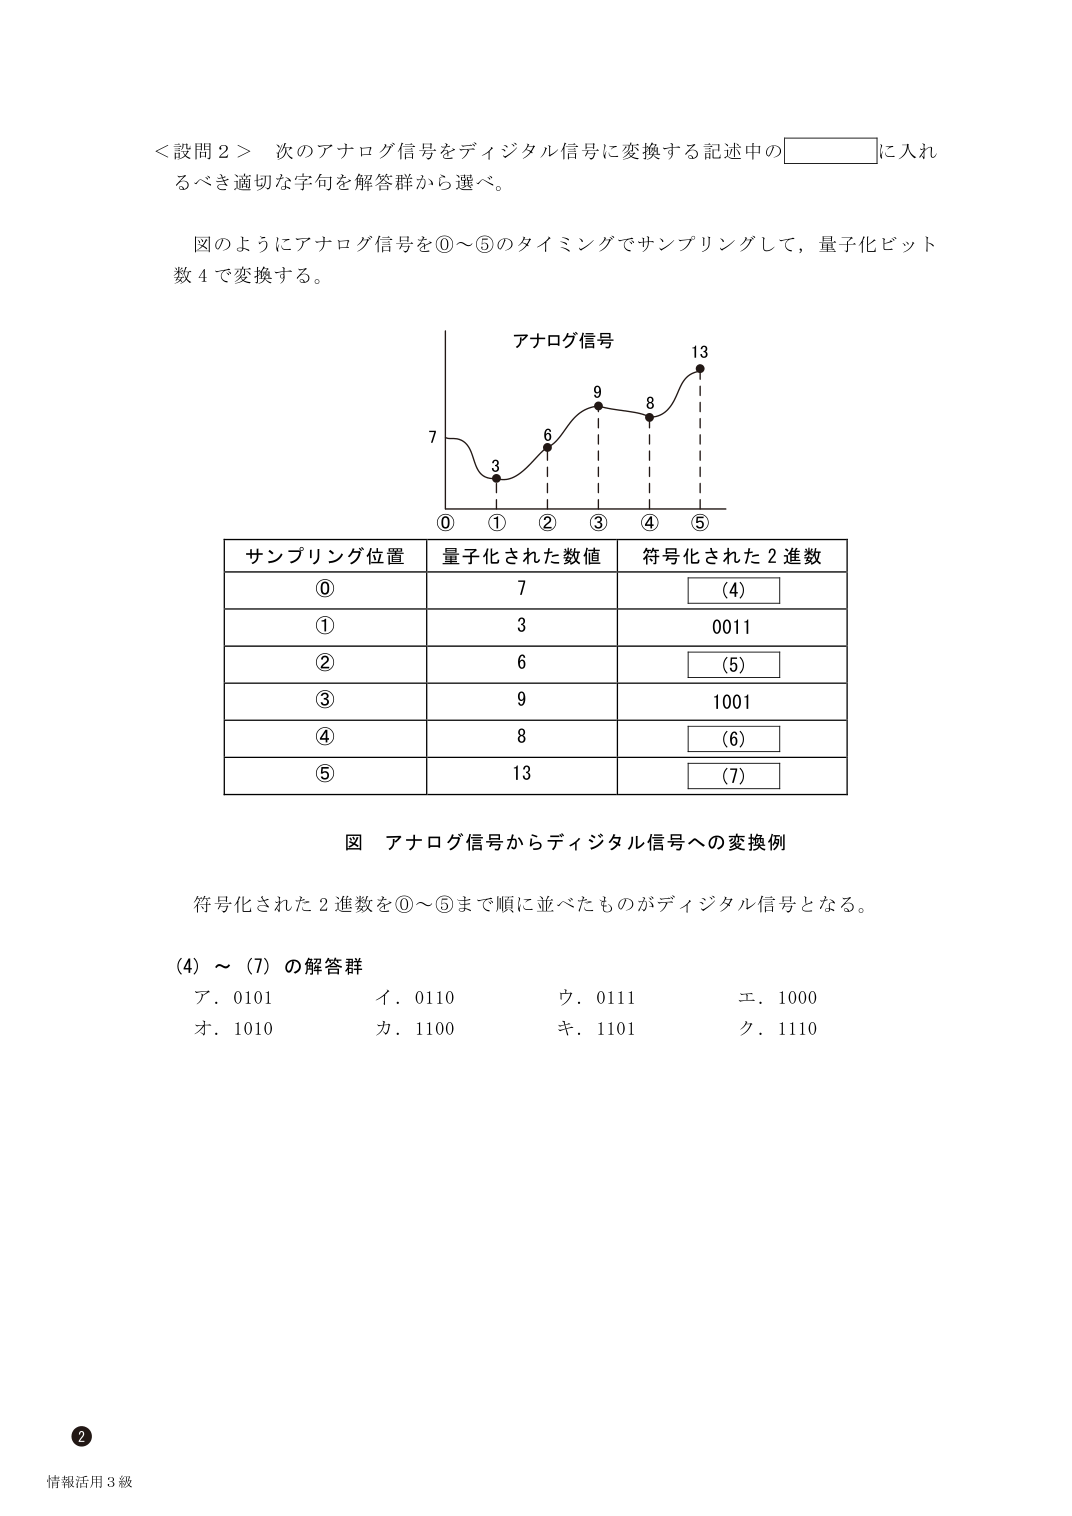 ＜設問２＞　次のアナログ信号をディジタル信号に変換する記述中の　　　　に入れ
るべき適切な字句を解答群から選べ。
図のようにアナログ信号を⓪～⑤のタイミングでサンプリングして，量子化ビット
数４で変換する。
アナログ信号
13
9
8
7
6
3
⓪ ① ② ③ ④ ⑤
サンプリング位置 量子化された数値 符号化された２進数
⓪ 7 (4)
① 3 0011
② 6 (5)
③ 9 1001
④ 8 (6)
⑤ 13 (7)
図　アナログ信号からディジタル信号への変換例
符号化された２進数を⓪～⑤まで順に並べたものがディジタル信号となる。
(4) ～ (7) の解答群
ア．0101 イ．0110 ウ．0111 エ．1000
オ．1010 カ．1100 キ．1101 ク．1110
❷
情報活用３級